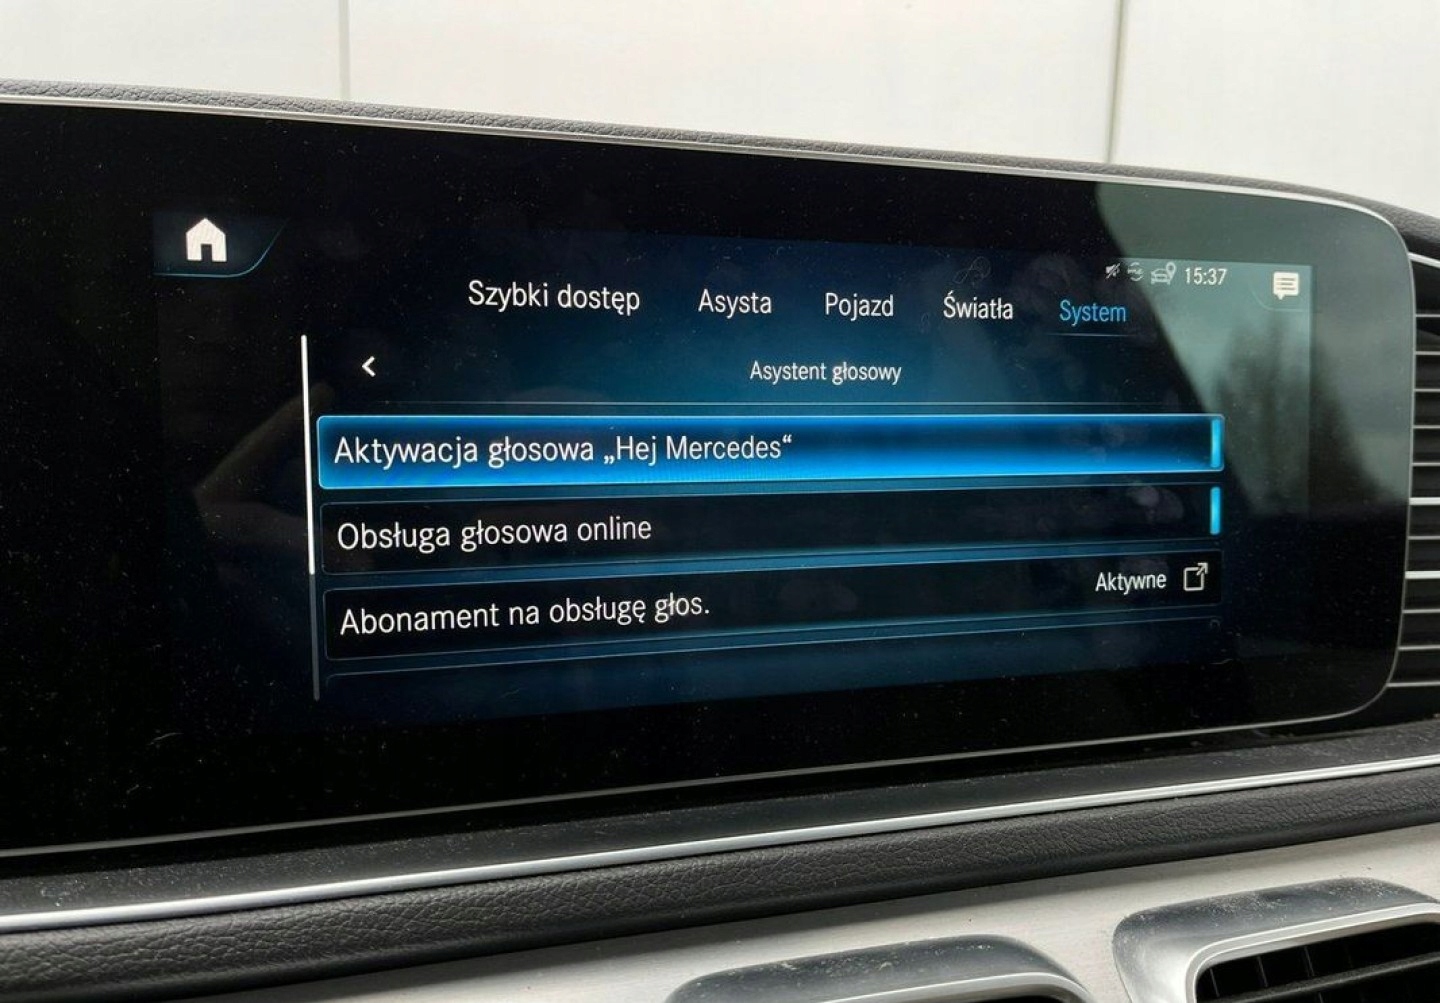 15:37
Szybki dostęp Asysta Pojazd Światła System
Asystent głosowy
Aktywacja głosowa „Hej Mercedes“
Obsługa głosowa online
Abonament na obsługę głos. Aktywne